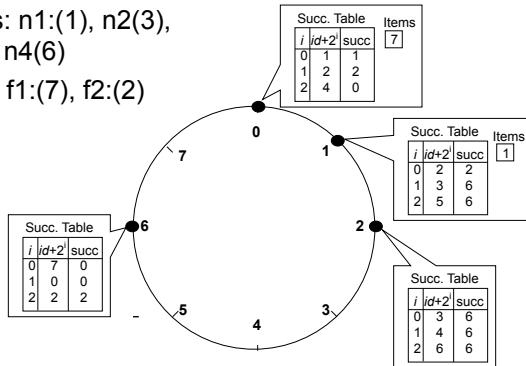 s: n1:(1), n2(3),
n4(6)
f1:(7), f2:(2)
Succ. Table
i id+2^i succ
0 1 1
1 2 2
2 4 0
Items
7
Succ. Table
i id+2^i succ
0 2 2
1 3 6
2 5 6
Items
1
0
1
2
3
4
5
6
7
Succ. Table
i id+2^i succ
0 7 0
1 0 0
2 2 2
Succ. Table
i id+2^i succ
0 3 6
1 4 6
2 6 6
–